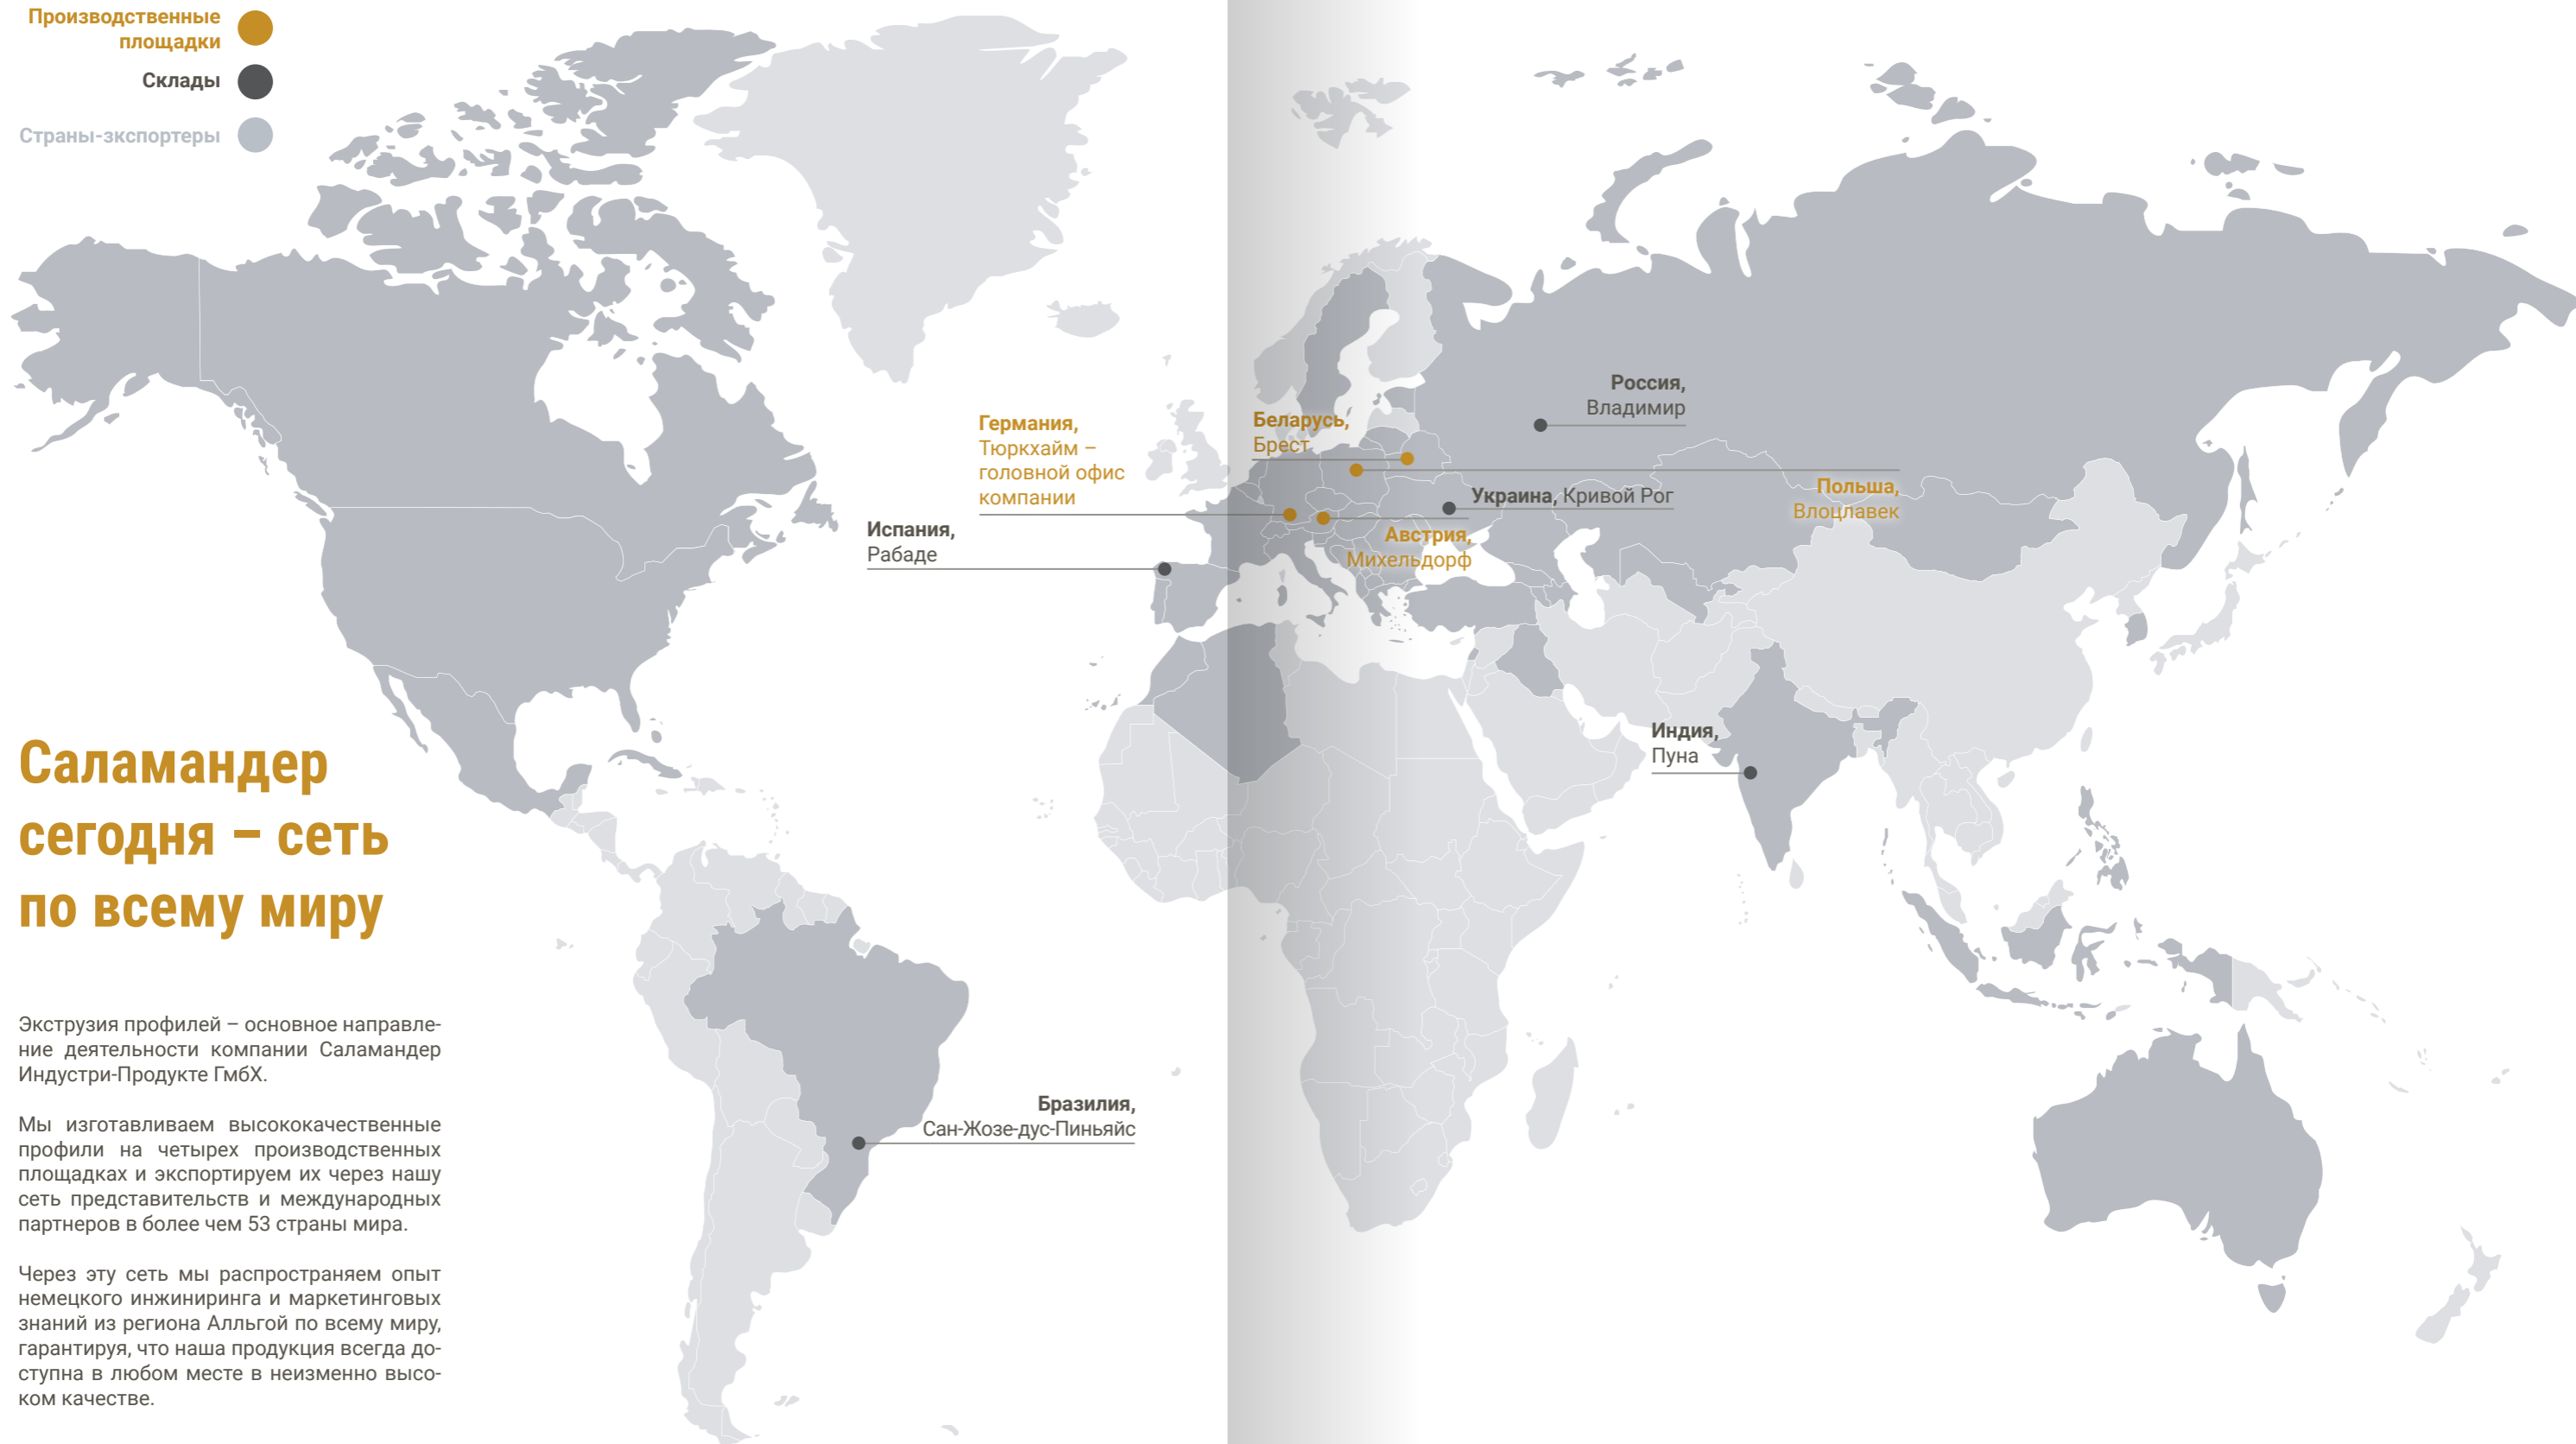 Производственные
площадки
Склады
Страны-зкспортеры
Россия,
Владимир
Германия,
Тюркхайм –
головной офис
компании
Беларусь,
Брест
Польша,
Влоцлавек
Украина, Кривой Рог
Испания,
Рабаде
Австрия,
Михельдорф
Индия,
Пуна
Бразилия,
Сан-Жозе-дус-Пиньяйс
Саламандер
сегодня – сеть
по всему миру
Экструзия профилей – основное направле-
ние деятельности компании Саламандер
Индустри-Продукте ГмбХ.
Мы изготавливаем высококачественные
профили на четырех производственных
площадках и экспортируем их через нашу
сеть представительств и международных
партнеров в более чем 53 страны мира.
Через эту сеть мы распространяем опыт
немецкого инжиниринга и маркетинговых
знаний из региона Алльгой по всему миру,
гарантируя, что наша продукция всегда до-
ступна в любом месте в неизменно высо-
ком качестве.